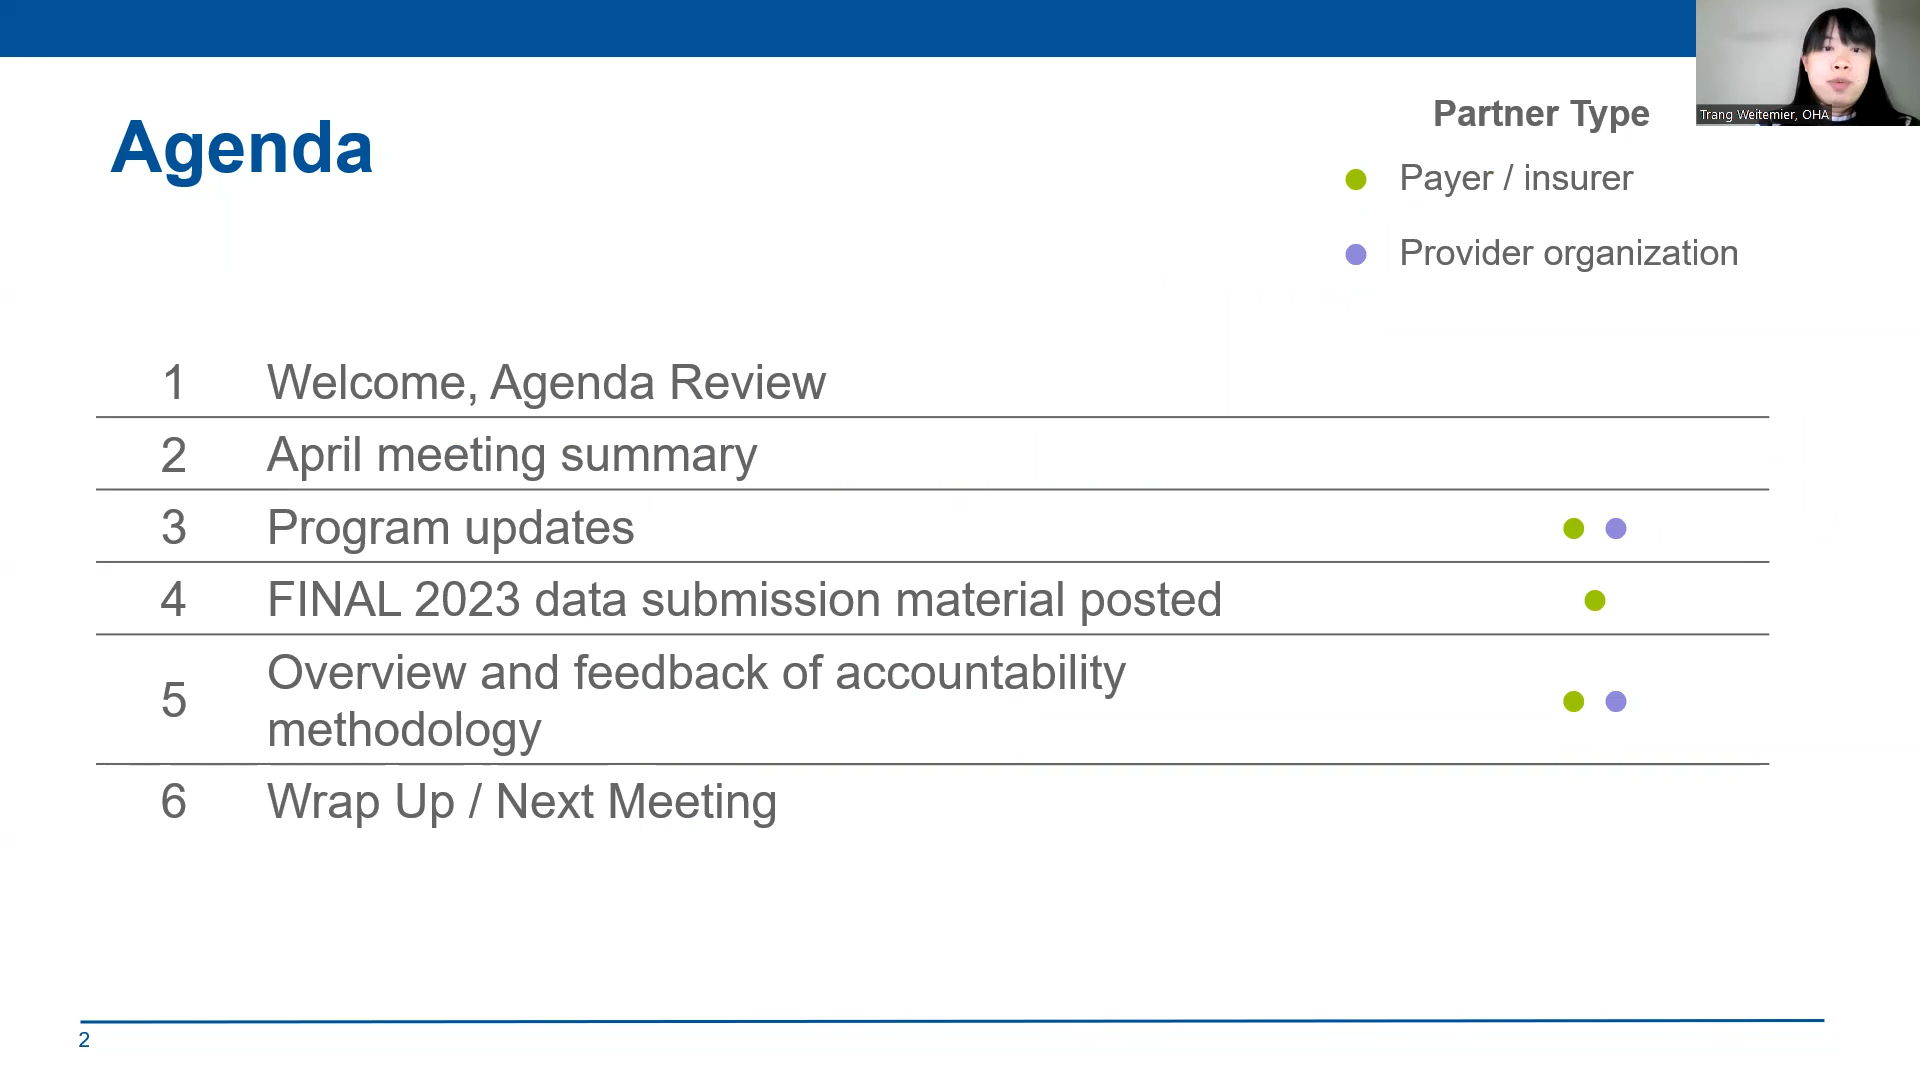 Trang Weitemier, OHA
Agenda
Partner Type
Payer / insurer
Provider organization
1 Welcome, Agenda Review
2 April meeting summary
3 Program updates
4 FINAL 2023 data submission material posted
5 Overview and feedback of accountability
methodology
6 Wrap Up / Next Meeting
2